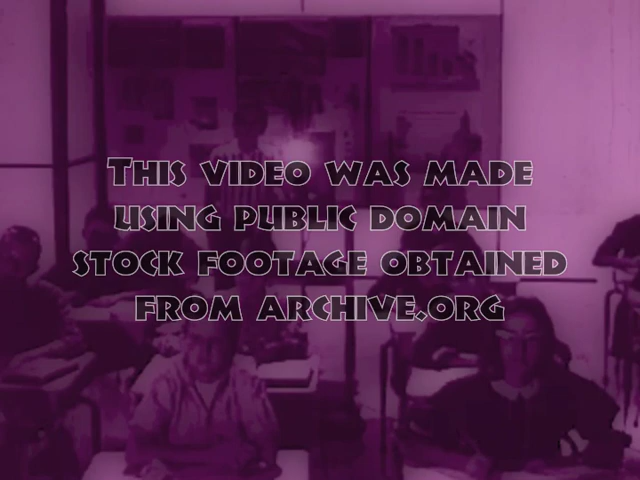 This video was made
using public domain
stock footage obtained
from archive.org